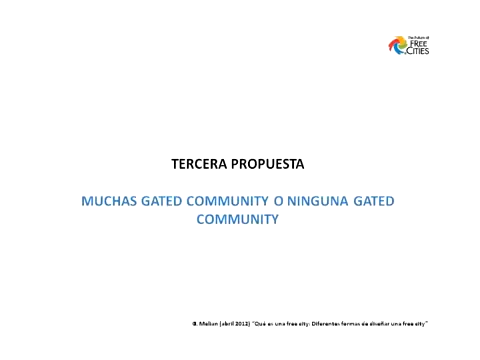 The Future of
FREE
CITIES
TERCERA PROPUESTA
MUCHAS GATED COMMUNITY O NINGUNA GATED
COMMUNITY
G. Melian (abril 2012) "Qué es una free city: Diferentes formas de diseñar una free city"